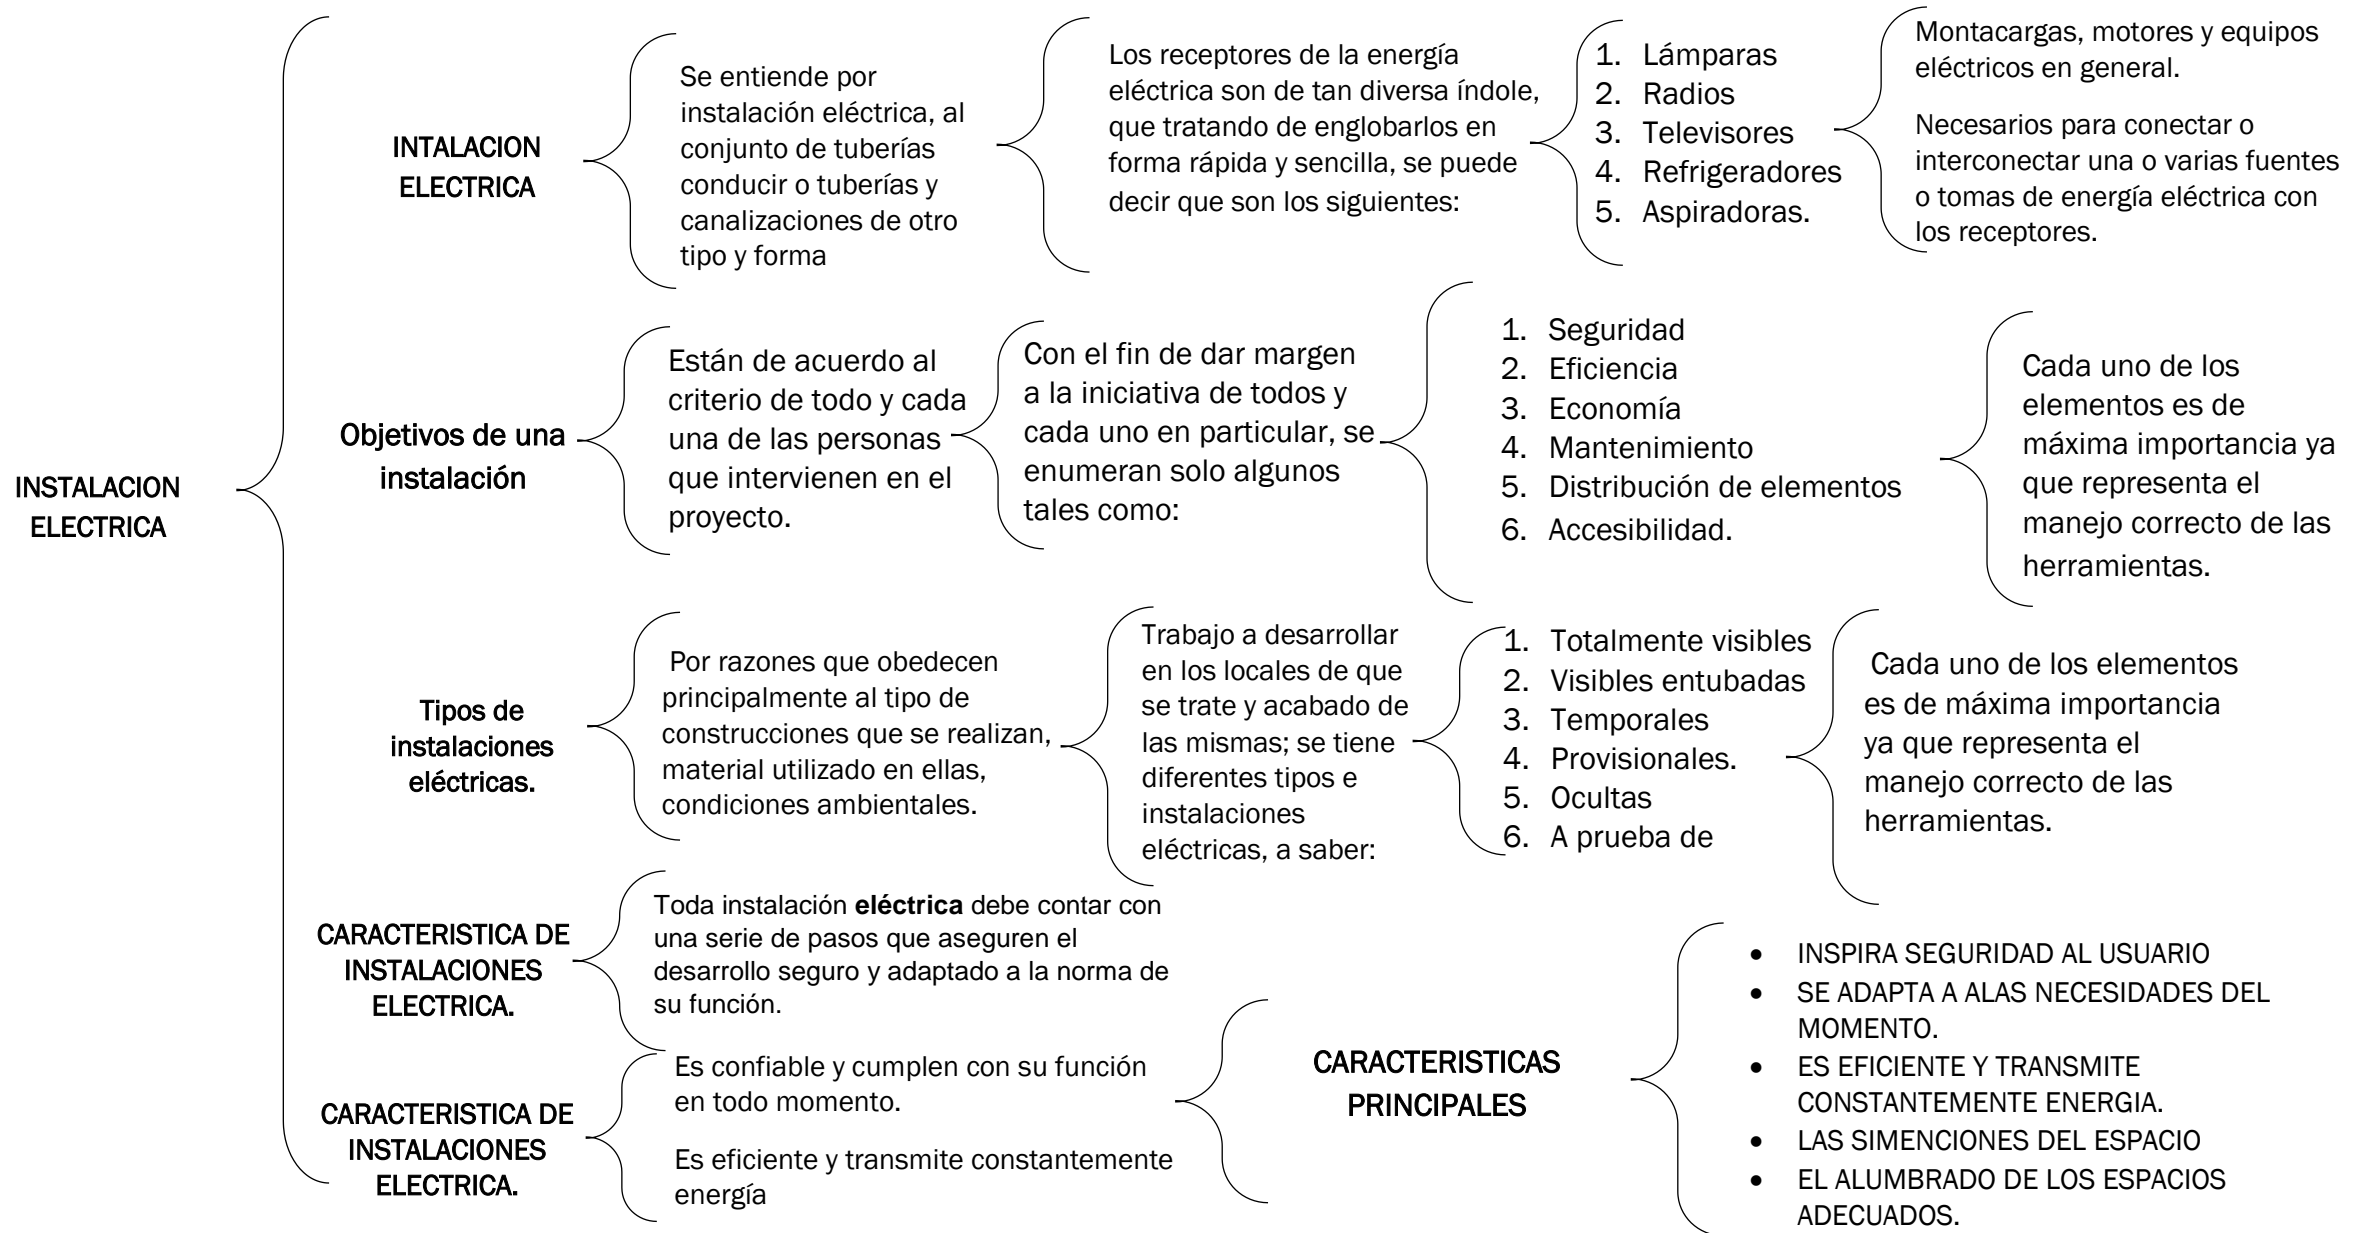 INSTALACION
ELECTRICA
INTALACION
ELECTRICA
Se entiende por
instalación eléctrica, al
conjunto de tuberías
conducir o tuberías y
canalizaciones de otro
tipo y forma
Los receptores de la energía
eléctrica son de tan diversa índole,
que tratando de englobarlos en
forma rápida y sencilla, se puede
decir que son los siguientes:
1. Lámparas
2. Radios
3. Televisores
4. Refrigeradores
5. Aspiradoras.
Montacargas, motores y equipos
eléctricos en general.
Necesarios para conectar o
interconectar una o varias fuentes
o tomas de energía eléctrica con
los receptores.
Objetivos de una
instalación
Están de acuerdo al
criterio de todo y cada
una de las personas
que intervienen en el
proyecto.
Con el fin de dar margen
a la iniciativa de todos y
cada uno en particular, se
enumeran solo algunos
tales como:
1. Seguridad
2. Eficiencia
3. Economía
4. Mantenimiento
5. Distribución de elementos
6. Accesibilidad.
Cada uno de los
elementos es de
máxima importancia ya
que representa el
manejo correcto de las
herramientas.
Tipos de
instalaciones
eléctricas.
Por razones que obedecen
principalmente al tipo de
construcciones que se realizan,
material utilizado en ellas,
condiciones ambientales.
Trabajo a desarrollar
en los locales de que
se trate y acabado de
las mismas; se tiene
diferentes tipos e
instalaciones
eléctricas, a saber:
1. Totalmente visibles
2. Visibles entubadas
3. Temporales
4. Provisionales.
5. Ocultas
6. A prueba de
Cada uno de los elementos
es de máxima importancia
ya que representa el
manejo correcto de las
herramientas.
CARACTERISTICA DE
INSTALACIONES
ELECTRICA.
Toda instalación eléctrica debe contar con
una serie de pasos que aseguren el
desarrollo seguro y adaptado a la norma de
su función.
CARACTERISTICA DE
INSTALACIONES
ELECTRICA.
Es confiable y cumplen con su función
en todo momento.
Es eficiente y transmite constantemente
energía
CARACTERISTICAS
PRINCIPALES
• INSPIRA SEGURIDAD AL USUARIO
• SE ADAPTA A ALAS NECESIDADES DEL
MOMENTO.
• ES EFICIENTE Y TRANSMITE
CONSTANTEMENTE ENERGIA.
• LAS SIMENCIONES DEL ESPACIO
• EL ALUMBRADO DE LOS ESPACIOS
ADECUADOS.